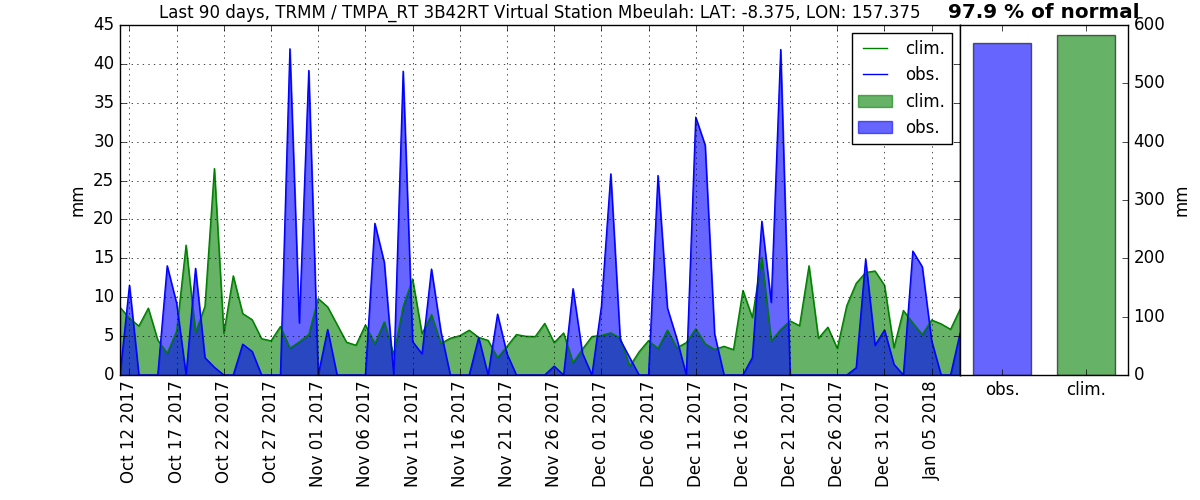 Last 90 days, TRMM / TMPA_RT 3B42RT Virtual Station Mbeulah: LAT: -8.375, LON: 157.375
97.9 % of normal
45
40
35
30
25
20
15
10
5
0
mm
clim.
obs.
clim.
obs.
Oct 12 2017
Oct 17 2017
Oct 22 2017
Oct 27 2017
Nov 01 2017
Nov 06 2017
Nov 11 2017
Nov 16 2017
Nov 21 2017
Nov 26 2017
Dec 01 2017
Dec 06 2017
Dec 11 2017
Dec 16 2017
Dec 21 2017
Dec 26 2017
Dec 31 2017
Jan 05 2018
600
500
400
300
200
100
0
mm
obs.
clim.